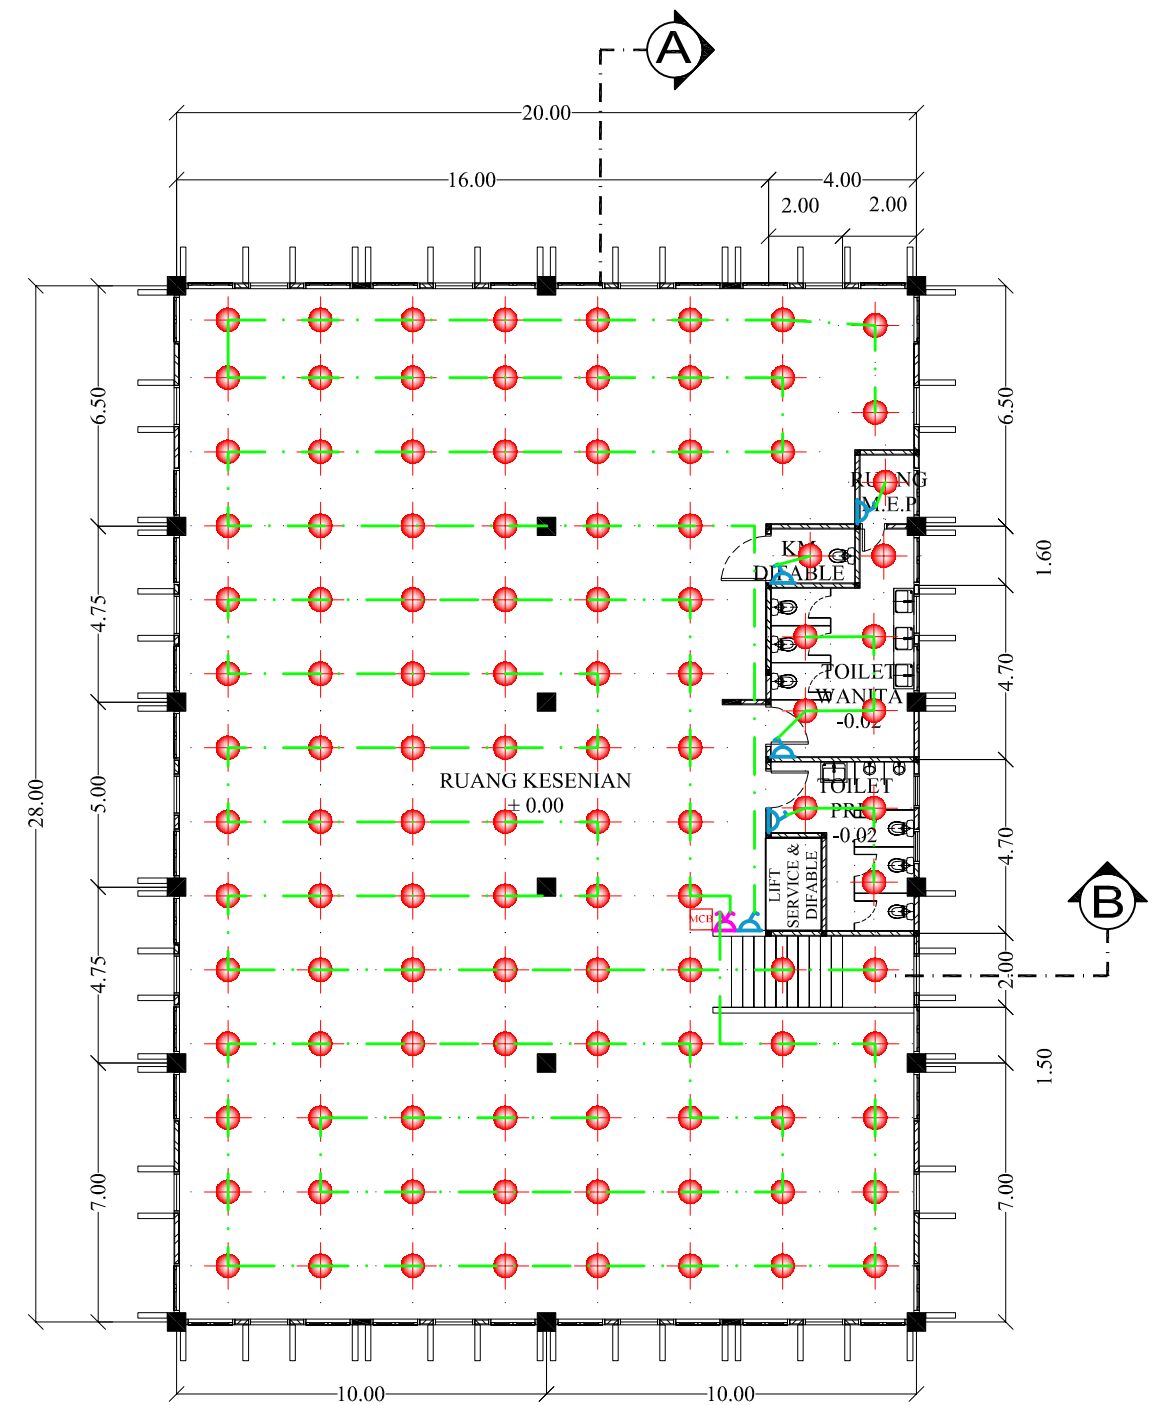 A
20.00
16.00
4.00
2.00
2.00
6.50
6.50
RUANG
M.E.P
KM
DIFABLE
1.60
4.75
4.70
TOILET
WANITA
-0.02
28.00
5.00
RUANG KESENIAN
± 0.00
TOILET
PRIA
-0.02
4.70
LIFT
SERVICE &
DIFABLE
MCB
B
4.75
2.00
1.50
7.00
7.00
10.00
10.00